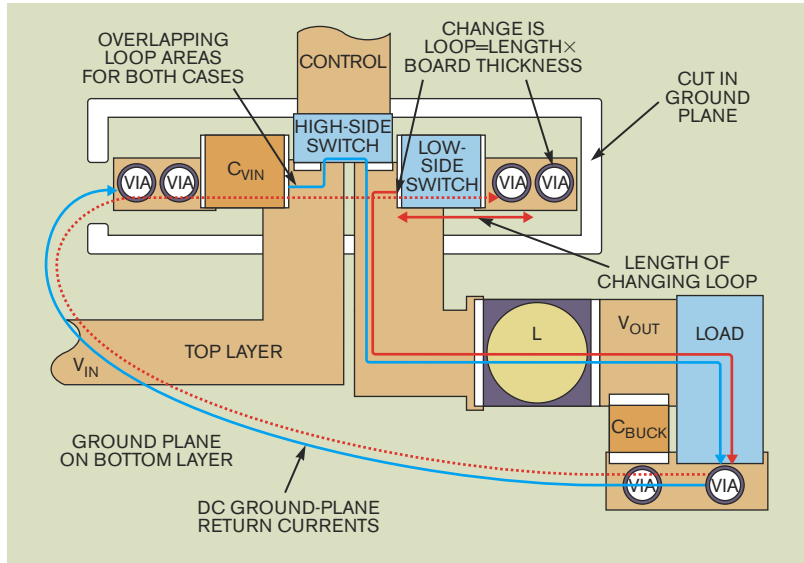 OVERLAPPING
LOOP AREAS
FOR BOTH CASES
CONTROL
CHANGE IS
LOOP=LENGTH×
BOARD THICKNESS
CUT IN
GROUND
PLANE
HIGH-SIDE
SWITCH
LOW-
SIDE
SWITCH
CVIN
VIA
VIA
VIA
VIA
LENGTH OF
CHANGING LOOP
TOP LAYER
VIN
L
VOUT
LOAD
CBUCK
GROUND PLANE
ON BOTTOM LAYER
DC GROUND-PLANE
RETURN CURRENTS
VIA
VIA